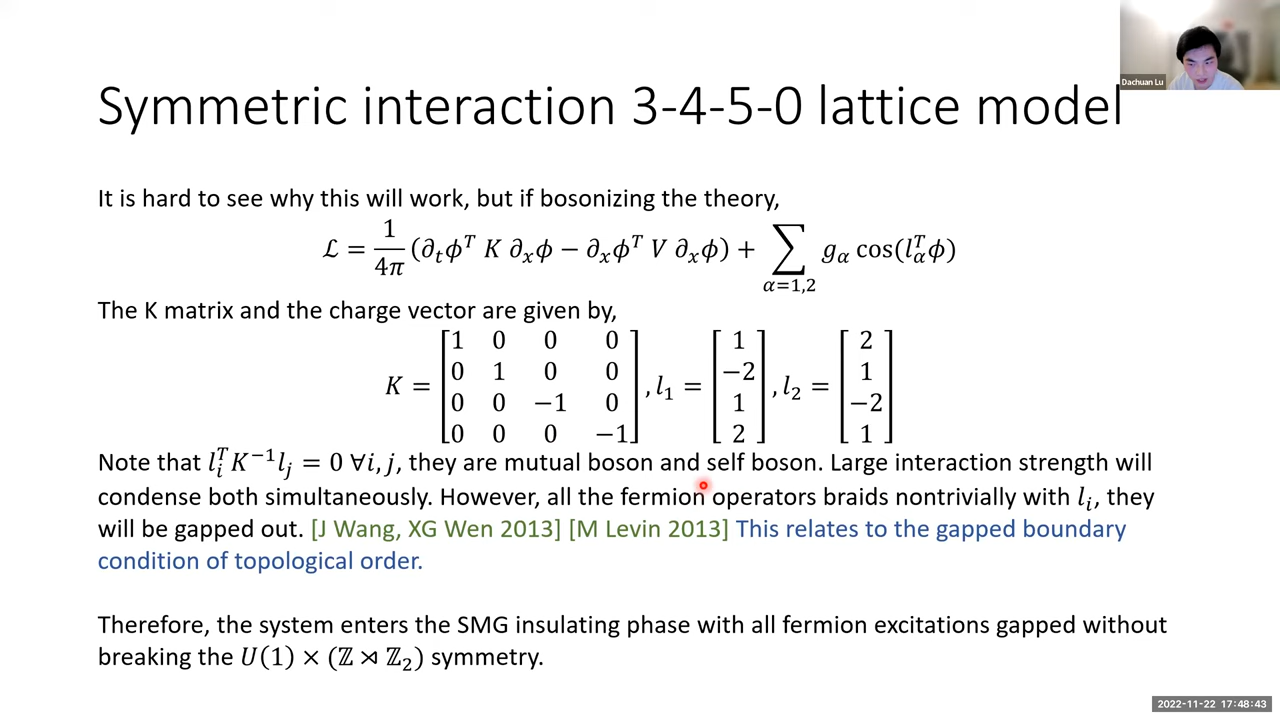 Dachuan Lu
Symmetric interaction 3-4-5-0 lattice model
It is hard to see why this will work, but if bosonizing the theory,
ℒ = 1/4π (∂ₜϕᵀ K ∂ₓϕ − ∂ₓϕᵀ V ∂ₓϕ) + ∑_{α=1,2} g_α cos(l_αᵀϕ)
The K matrix and the charge vector are given by,
K = [1 0 0 0; 0 1 0 0; 0 0 −1 0; 0 0 0 −1], l₁ = [1; −2; 1; 2], l₂ = [2; 1; −2; 1]
Note that l_iᵀK⁻¹l_j = 0 ∀i, j, they are mutual boson and self boson. Large interaction strength will
condense both simultaneously. However, all the fermion operators braids nontrivially with l_i, they
will be gapped out. [J Wang, XG Wen 2013] [M Levin 2013] This relates to the gapped boundary
condition of topological order.
Therefore, the system enters the SMG insulating phase with all fermion excitations gapped without
breaking the U(1) × (ℤ ⋊ ℤ₂) symmetry.
2022-11-22 17:48:43